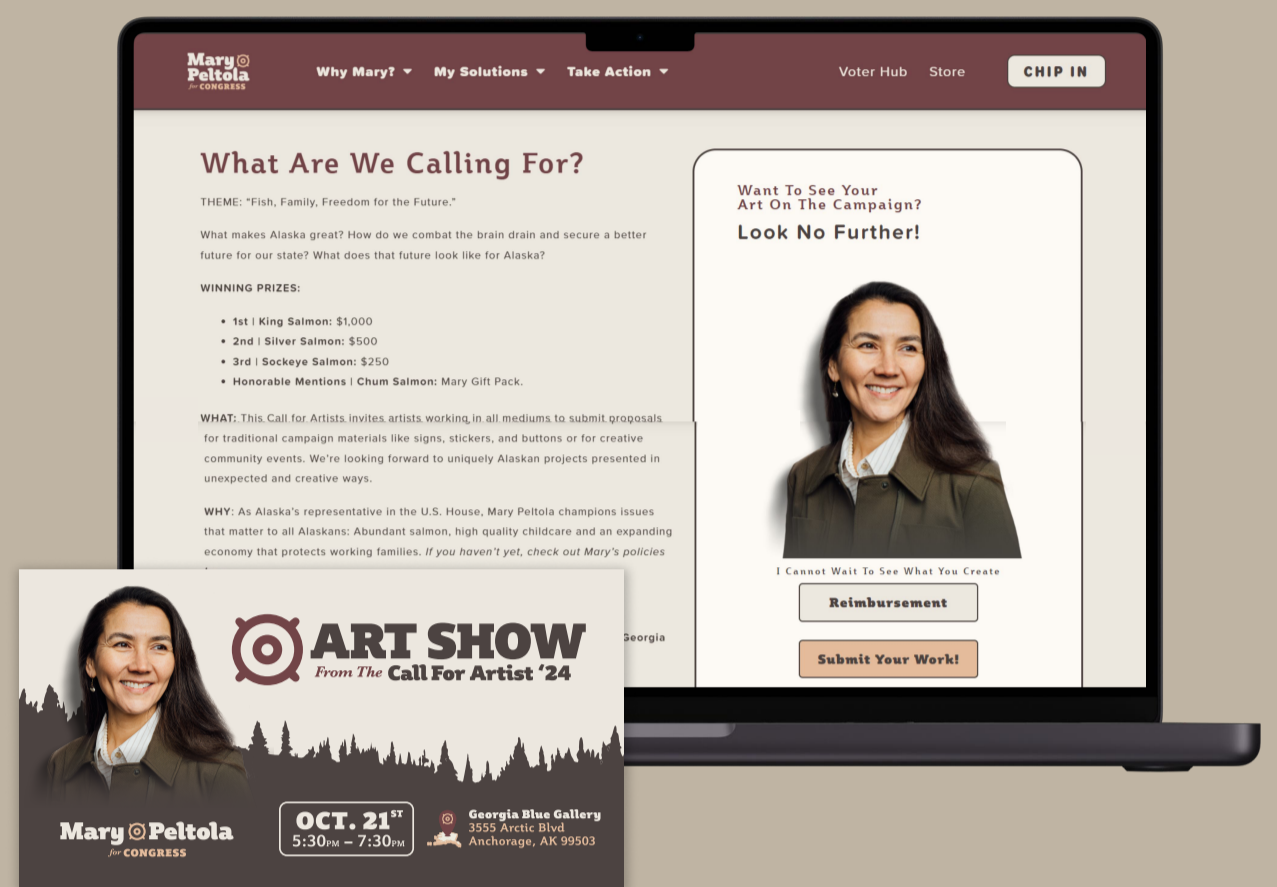 Mary
Peltola
for CONGRESS
Why Mary?
My Solutions
Take Action
Voter Hub
Store
CHIP IN
What Are We Calling For?
THEME: “Fish, Family, Freedom for the Future.”
What makes Alaska great? How do we combat the brain drain and secure a better
future for our state? What does that future look like for Alaska?
WINNING PRIZES:
• 1st | King Salmon: $1,000
• 2nd | Silver Salmon: $500
• 3rd | Sockeye Salmon: $250
• Honorable Mentions | Chum Salmon: Mary Gift Pack.
WHAT: This Call for Artists invites artists working in all mediums to submit proposals
for traditional campaign materials like signs, stickers, and buttons or for creative
community events. We’re looking forward to uniquely Alaskan projects presented in
unexpected and creative ways.
WHY: As Alaska’s representative in the U.S. House, Mary Peltola champions issues
that matter to all Alaskans: Abundant salmon, high quality childcare and an expanding
economy that protects working families. If you haven’t yet, check out Mary’s policies
Georgia
Want To See Your
Art On The Campaign?
Look No Further!
I Cannot Wait To See What You Create
Reimbursement
Submit Your Work!
ART SHOW
From The Call For Artist ‘24
Mary Peltola
for CONGRESS
OCT. 21ST
5:30PM – 7:30PM
Georgia Blue Gallery
3555 Arctic Blvd
Anchorage, AK 99503